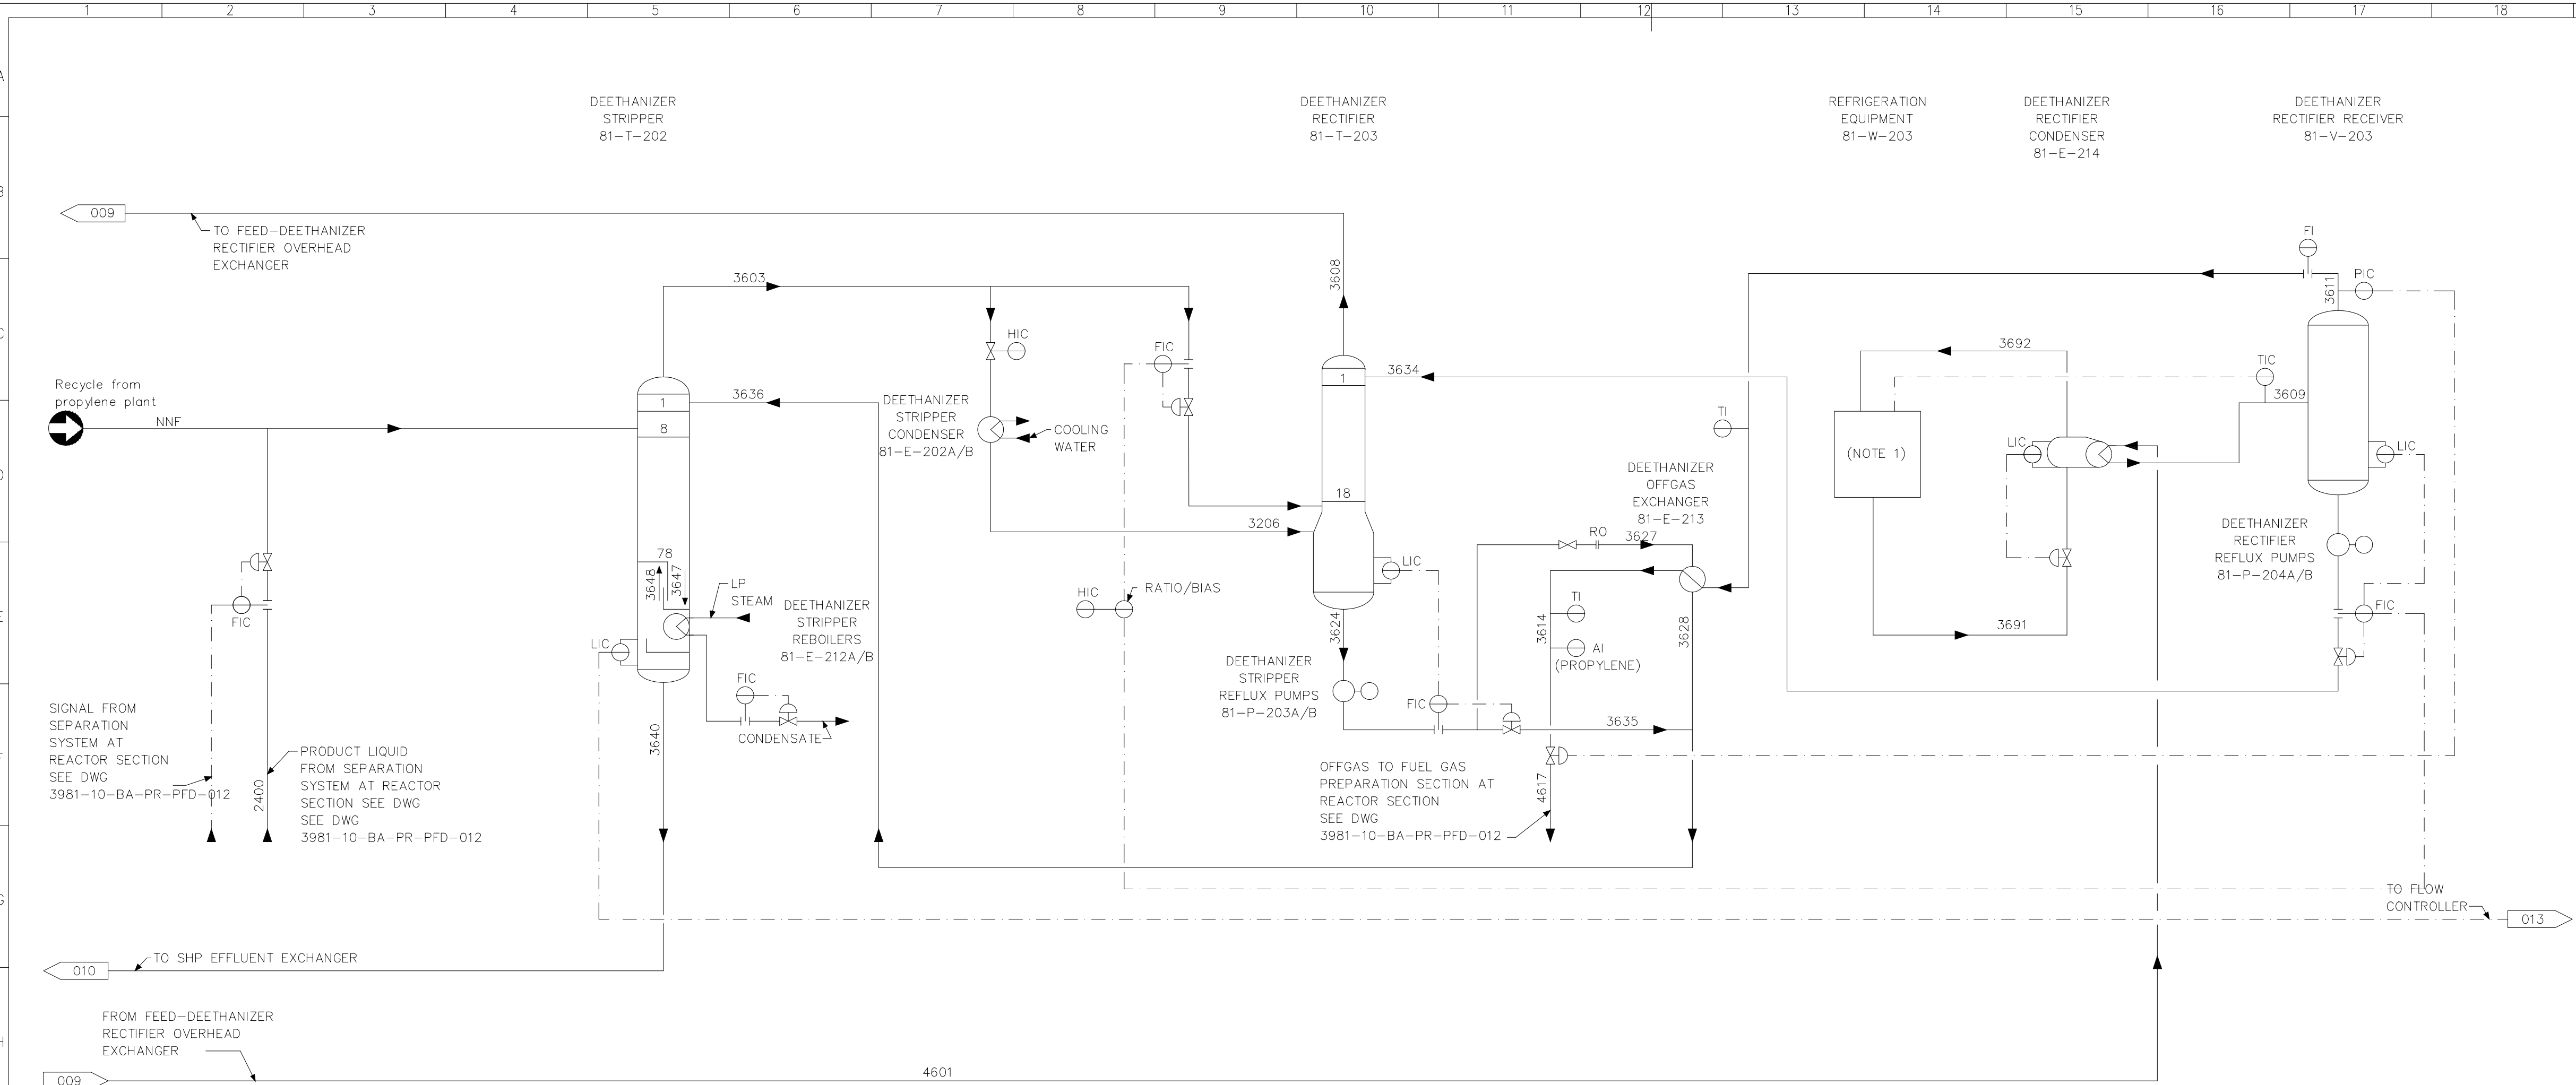 1 2 3 4 5 6 7 8 9 10 11 12 13 14 15 16 17 18
A
B
C
D
E
F
G
H
DEETHANIZER
STRIPPER
81-T-202
DEETHANIZER
RECTIFIER
81-T-203
REFRIGERATION
EQUIPMENT
81-W-203
DEETHANIZER
RECTIFIER
CONDENSER
81-E-214
DEETHANIZER
RECTIFIER RECEIVER
81-V-203
009
TO FEED-DEETHANIZER
RECTIFIER OVERHEAD
EXCHANGER
3603
3608
FI
PIC
3611
HIC
FIC
3692
TIC
3609
Recycle from
propylene plant
NNF
1
8
3636
DEETHANIZER
STRIPPER
CONDENSER
81-E-202A/B
COOLING
WATER
1
3634
18
3206
TI
(NOTE 1)
LIC
LIC
DEETHANIZER
OFFGAS
EXCHANGER
81-E-213
RO
3627
DEETHANIZER
RECTIFIER
REFLUX PUMPS
81-P-204A/B
78
3648
3647
LP
STEAM
DEETHANIZER
STRIPPER
REBOILERS
81-E-212A/B
HIC
RATIO/BIAS
LIC
FIC
LIC
3624
TI
3614
AI
(PROPYLENE)
3628
3691
FIC
DEETHANIZER
STRIPPER
REFLUX PUMPS
81-P-203A/B
FIC
CONDENSATE
FIC
3635
3640
SIGNAL FROM
SEPARATION
SYSTEM AT
REACTOR SECTION
SEE DWG
3981-10-BA-PR-PFD-012
2400
PRODUCT LIQUID
FROM SEPARATION
SYSTEM AT REACTOR
SECTION SEE DWG
SEE DWG
3981-10-BA-PR-PFD-012
OFFGAS TO FUEL GAS
PREPARATION SECTION AT
REACTOR SECTION
SEE DWG
3981-10-BA-PR-PFD-012
4617
TO FLOW
CONTROLLER
013
010
TO SHP EFFLUENT EXCHANGER
FROM FEED-DEETHANIZER
RECTIFIER OVERHEAD
EXCHANGER
009
4601